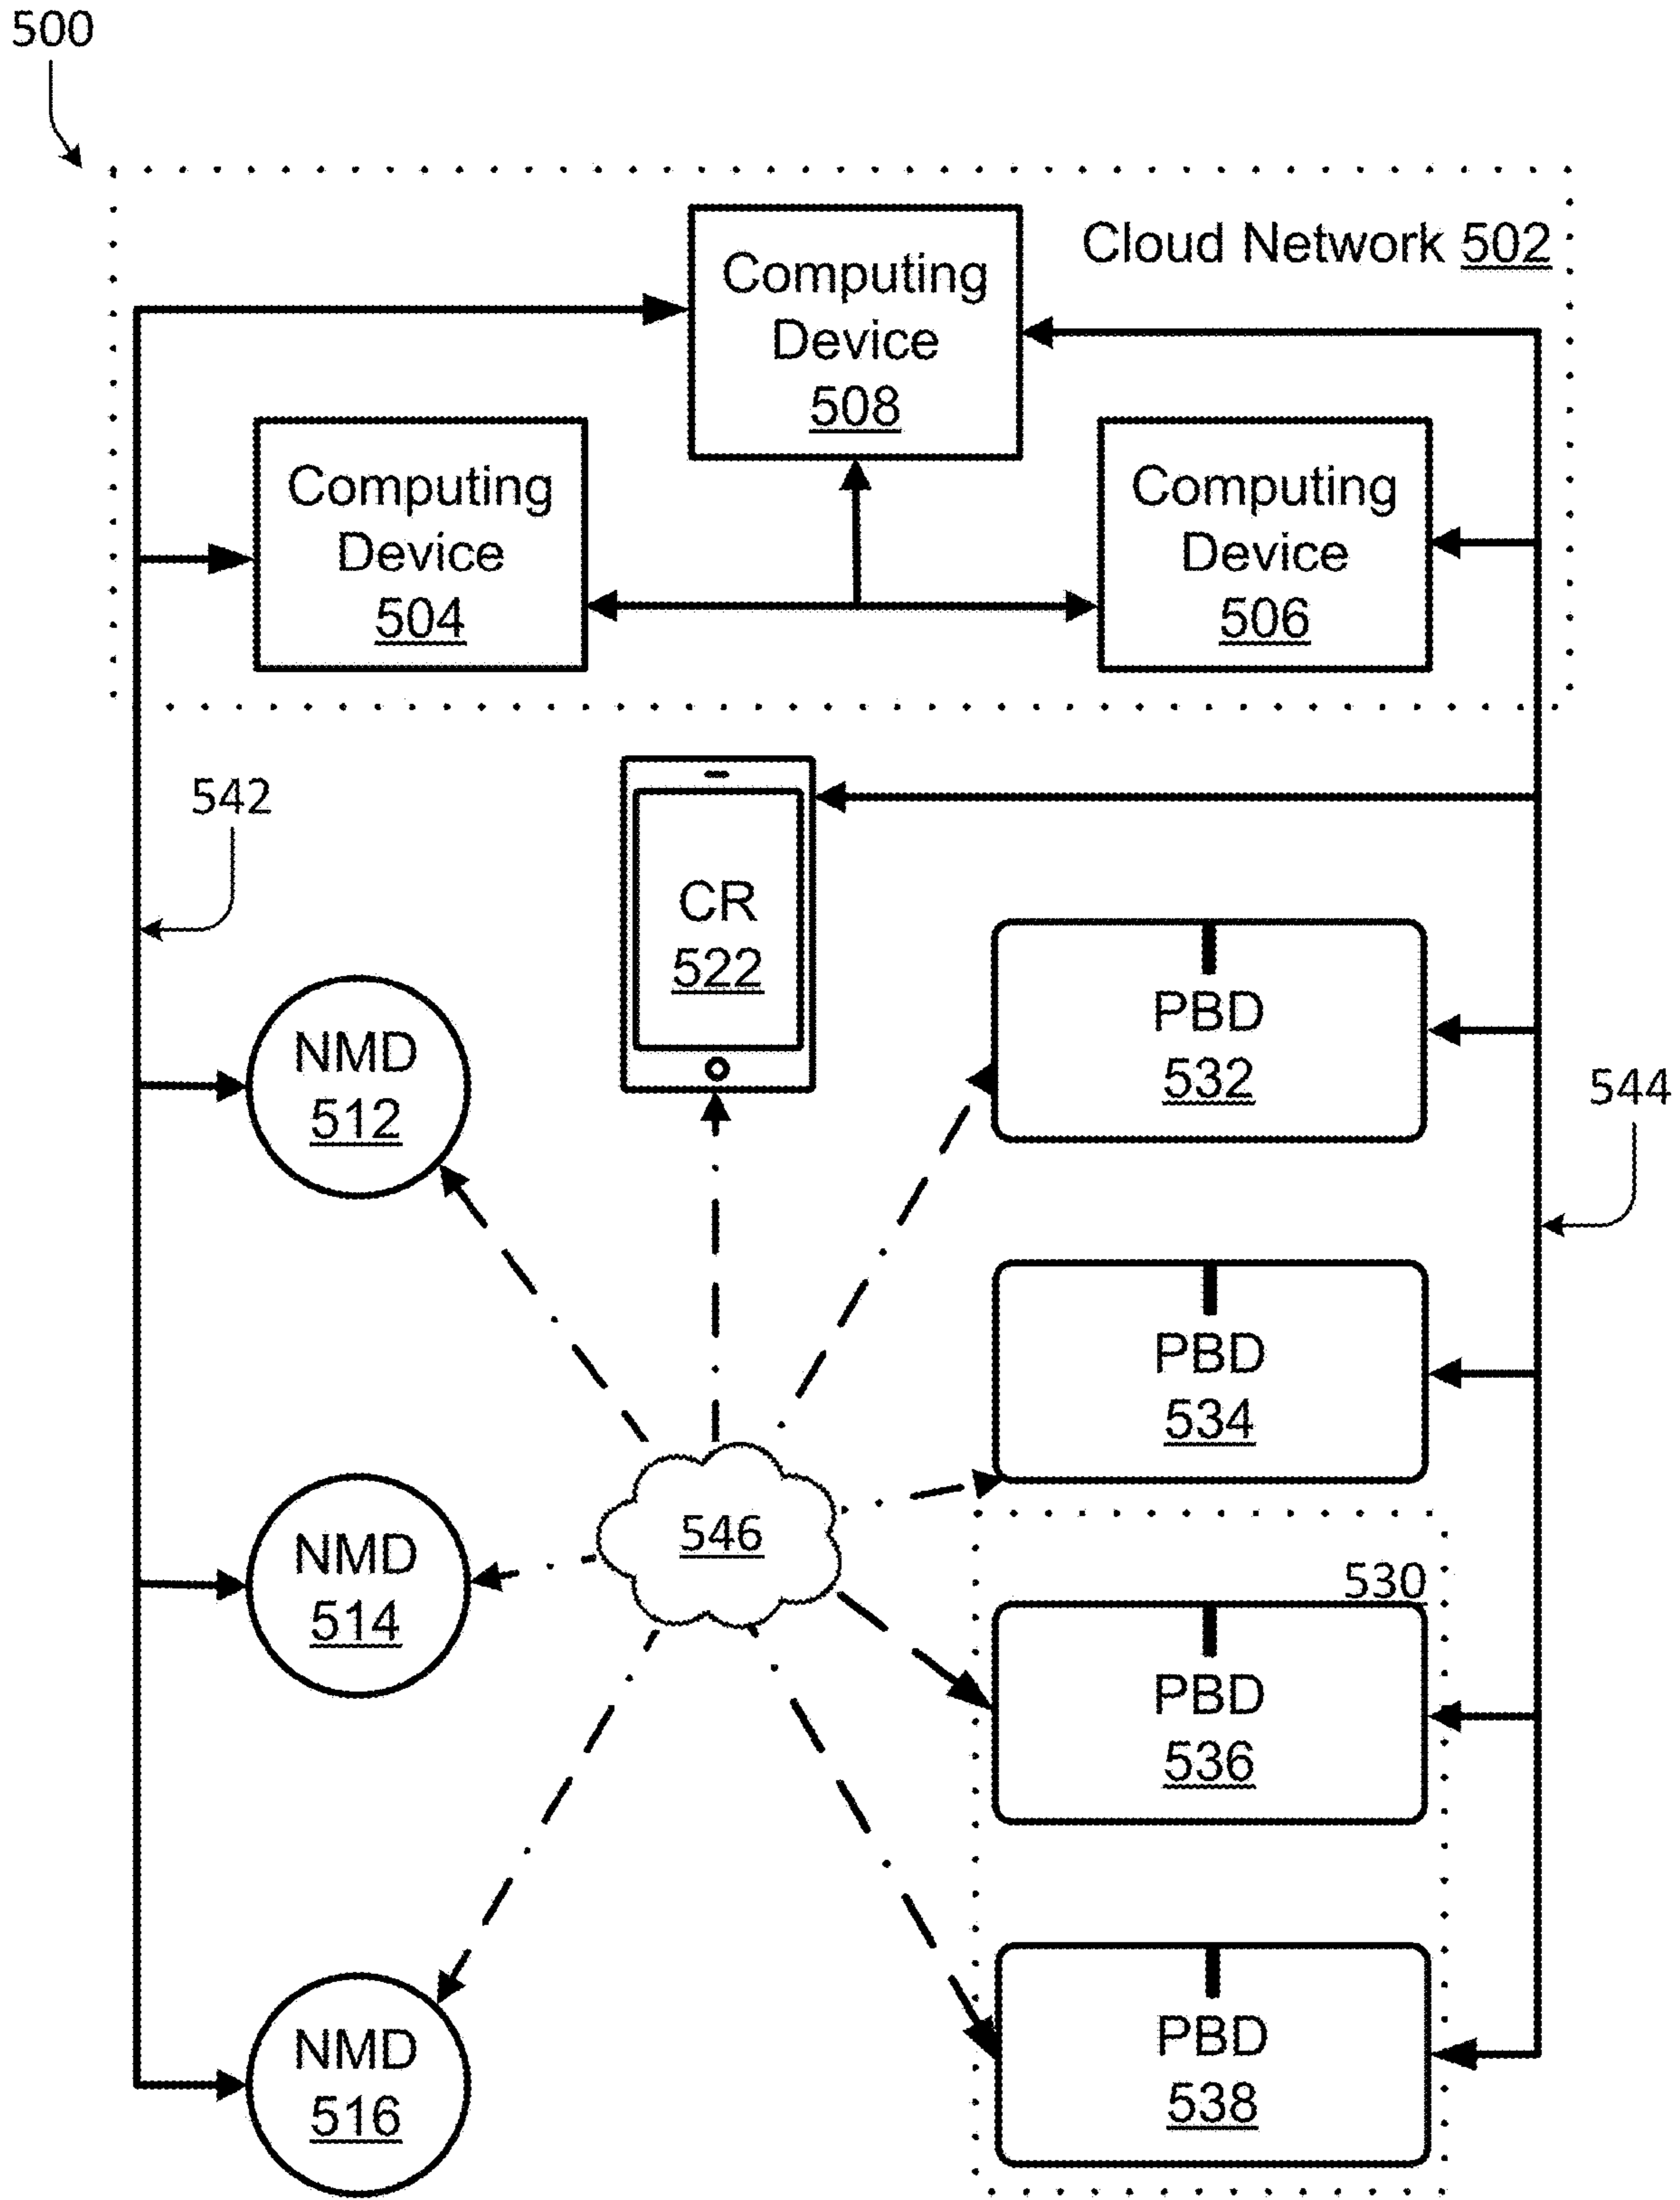 500
Cloud Network 502
Computing
Device
508
Computing
Device
504
Computing
Device
506
542
CR
522
NMD
512
PBD
532
544
PBD
534
546
NMD
514
530
PBD
536
NMD
516
PBD
538